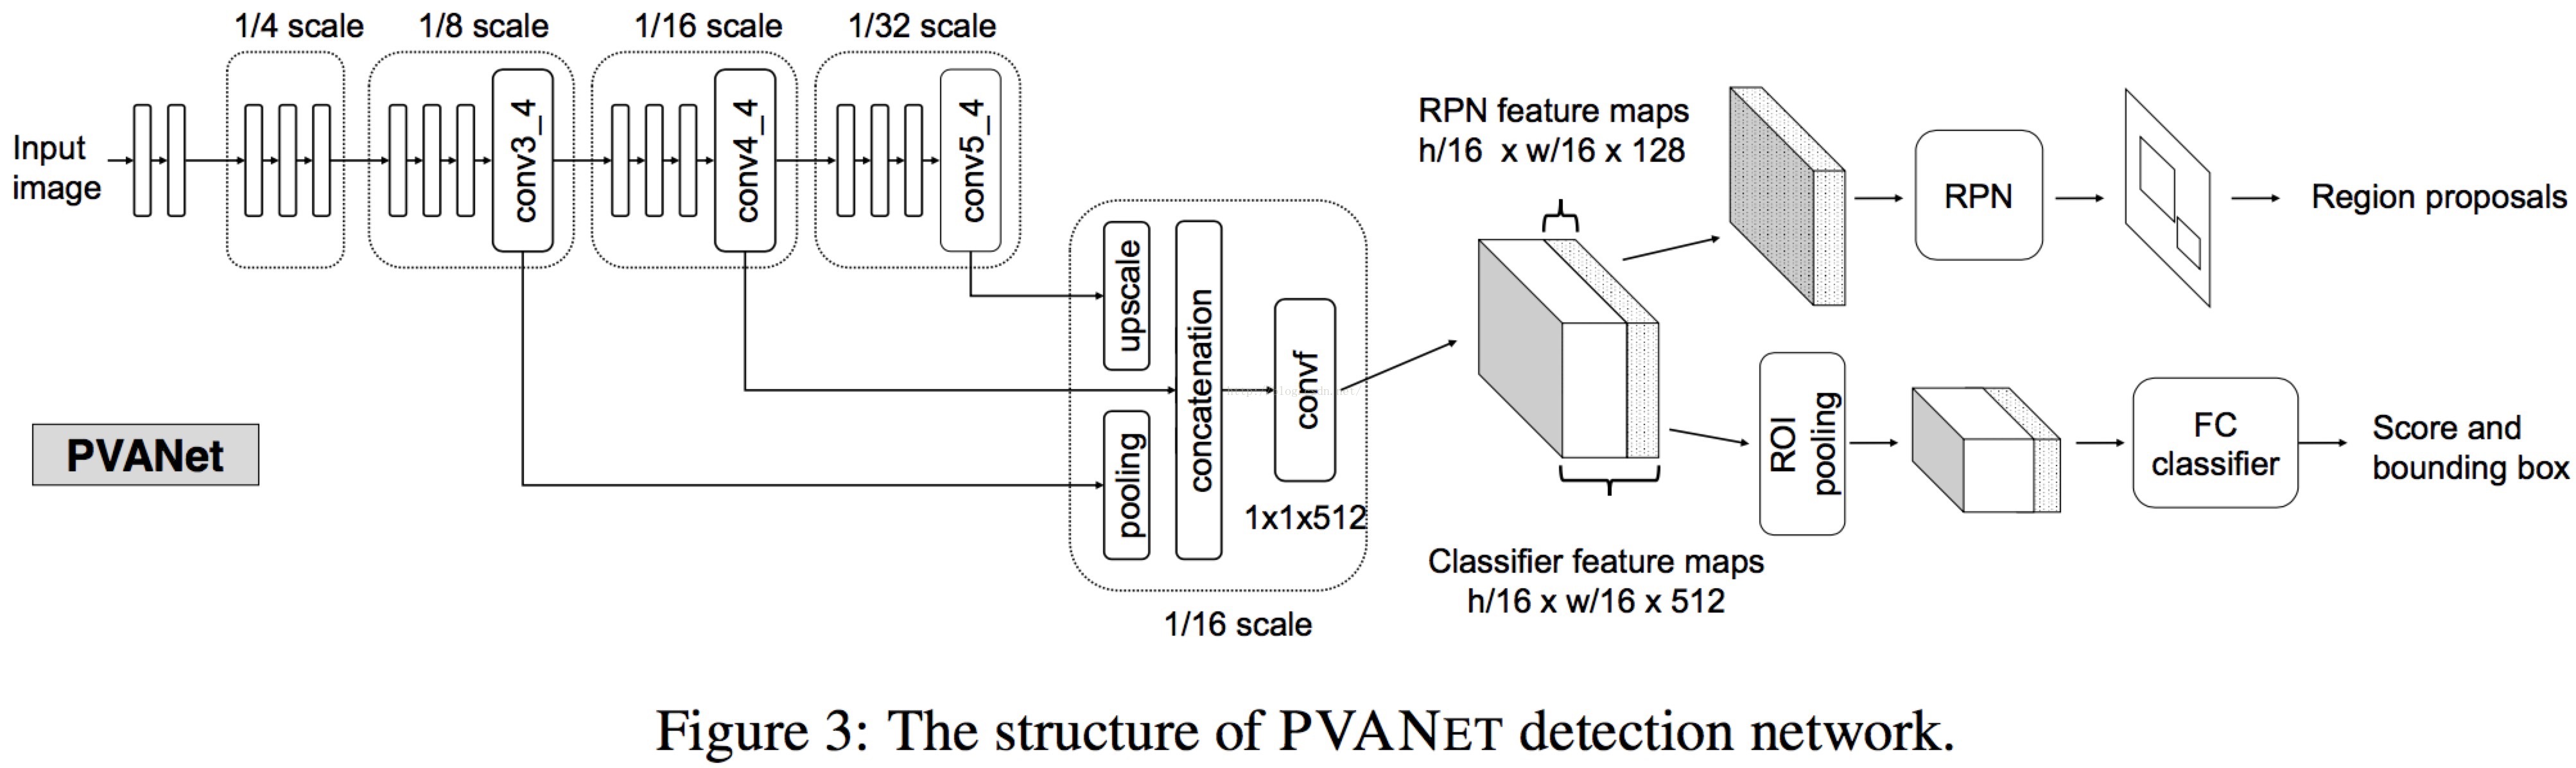 1/4 scale
1/8 scale
1/16 scale
1/32 scale
Input
image
conv3_4
conv4_4
conv5_4
PVANet
upscale
pooling
concatenation
convf
1x1x512
1/16 scale
RPN feature maps
h/16 x w/16 x 128
RPN
Region proposals
Classifier feature maps
h/16 x w/16 x 512
ROI
pooling
FC
classifier
Score and
bounding box
Figure 3: The structure of PVANET detection network.